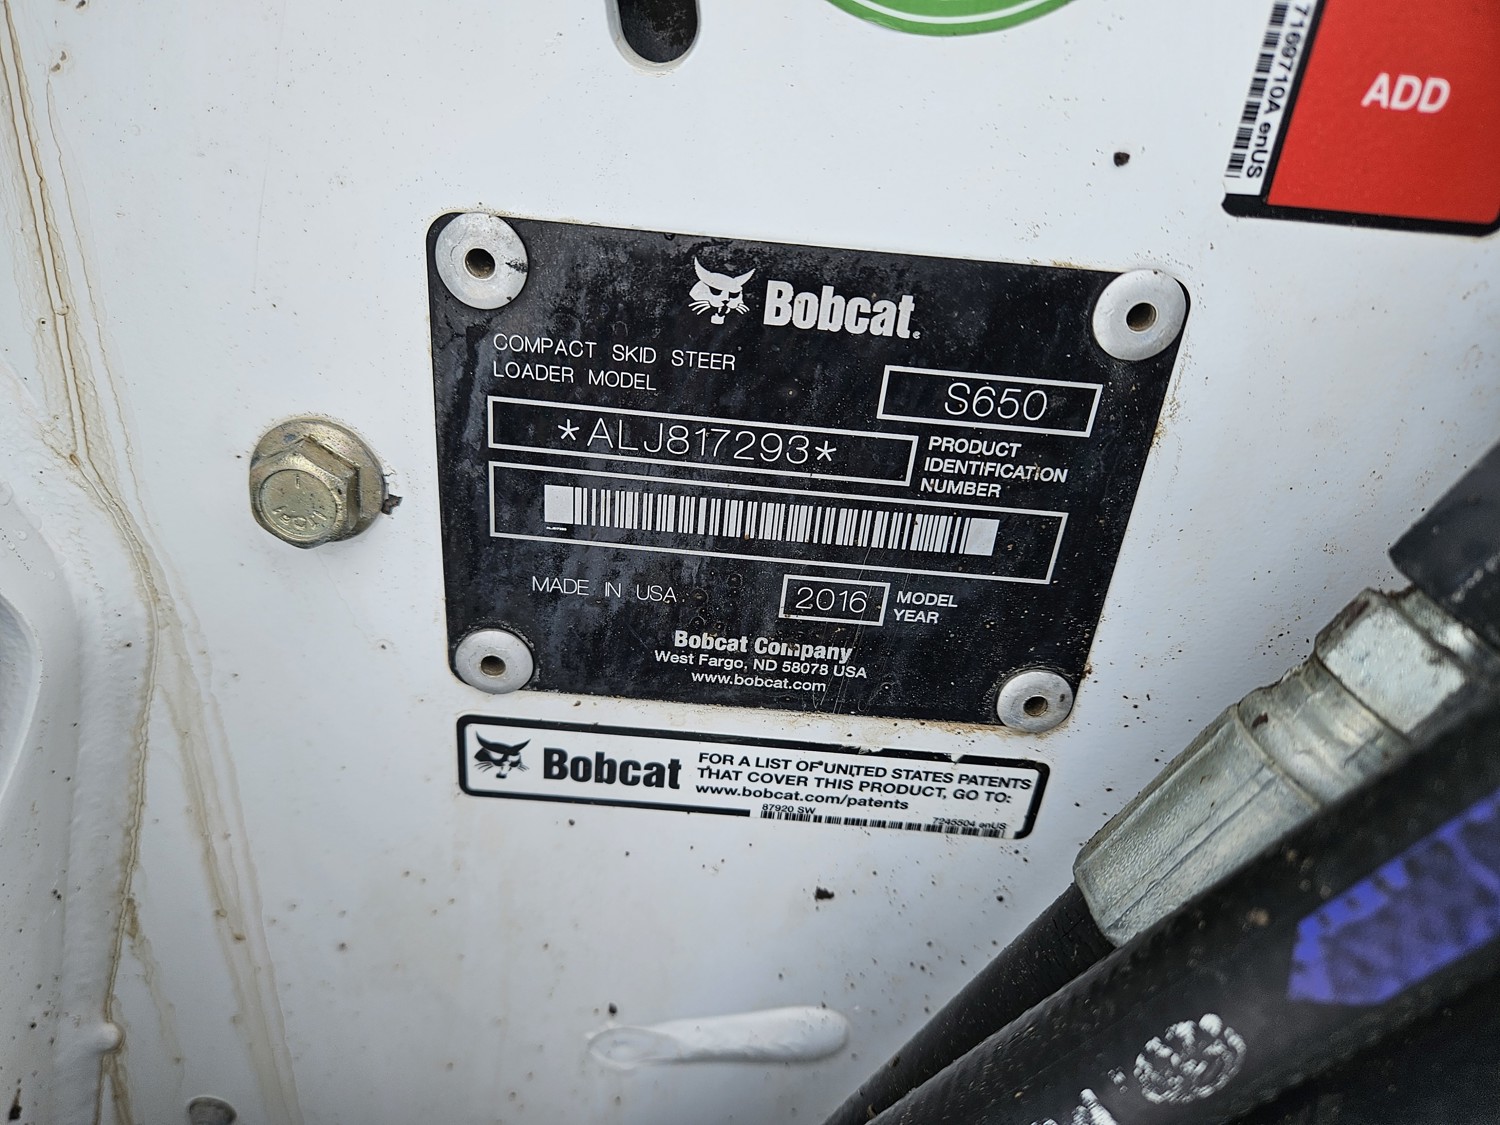 7169710A enUS
ADD
Bobcat
COMPACT SKID STEER
LOADER MODEL
S650
*ALJ817293*
PRODUCT
IDENTIFICATION
NUMBER
MADE IN USA
2016
MODEL
YEAR
Bobcat Company
West Fargo, ND 58078 USA
www.bobcat.com
Bobcat
FOR A LIST OF UNITED STATES PATENTS
THAT COVER THIS PRODUCT, GO TO:
www.bobcat.com/patents
87920 SW
7245504 enUS